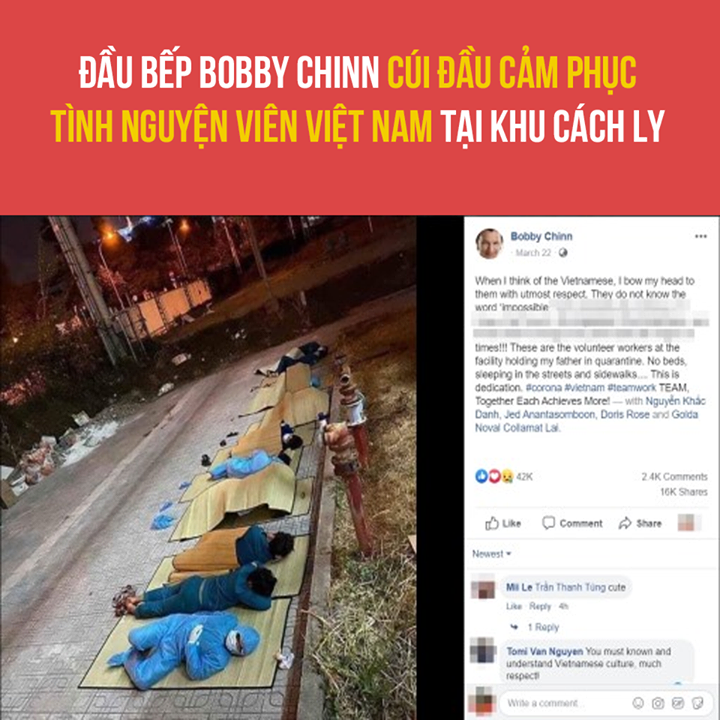 ĐẦU BẾP BOBBY CHINN CÚI ĐẦU CẢM PHỤC
TÌNH NGUYỆN VIÊN VIỆT NAM TẠI KHU CÁCH LY
Bobby Chinn
March 22
When I think of the Vietnamese, I bow my head to
them with utmost respect. They do not know the
word 'impossible
times!!! These are the volunteer workers at the
facility holding my father in quarantine. No beds,
sleeping in the streets and sidewalks.... This is
dedication. #corona #vietnam #teamwork TEAM,
Together Each Achieves More! — with Nguyễn Khắc
Danh, Jed Anantasomboon, Doris Rose and Golda
Noval Collamat Lai.
42K
2.4K Comments
16K Shares
Like Comment Share
Newest
Mii Le Trần Thanh Tùng cute
Like Reply 4h
1 Reply
Tomi Van Nguyen You must known and
understand Vietnamese culture, much
respect!
Write a comment...